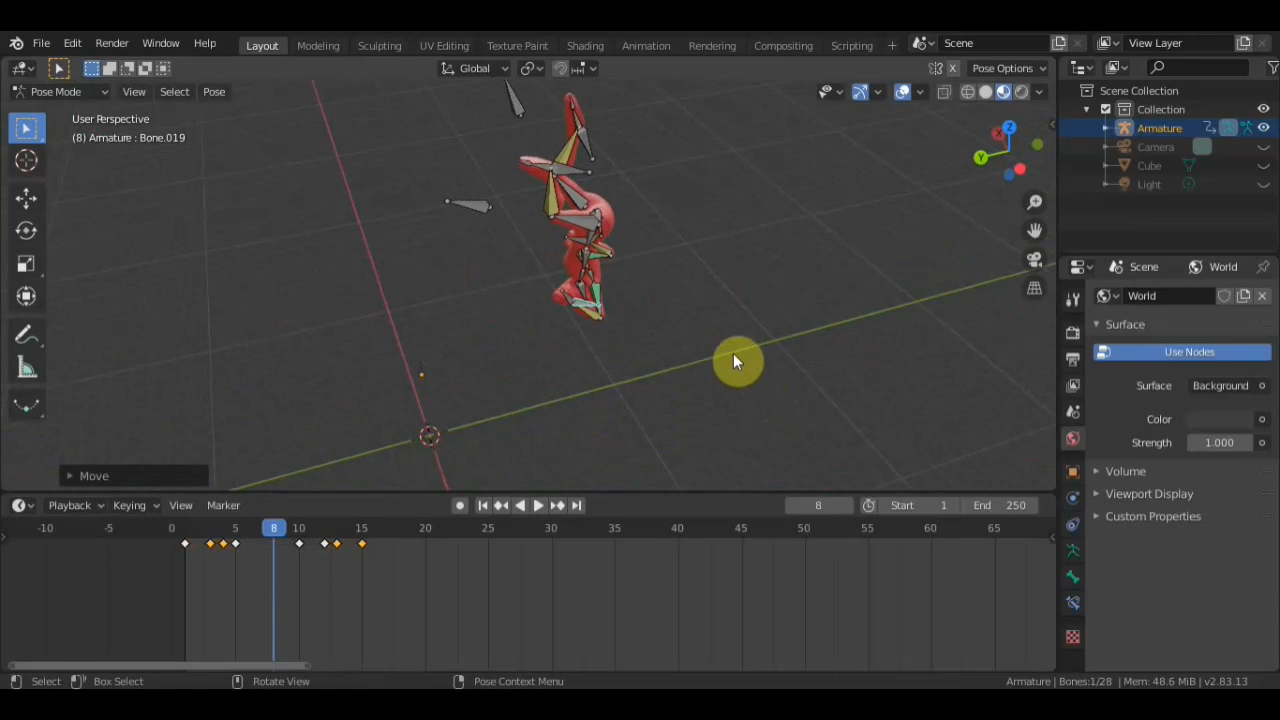 File Edit Render Window Help Layout Modeling Sculpting UV Editing Texture Paint Shading Animation Rendering Compositing Scripting + Scene View Layer
Global Pose Options
Pose Mode View Select Pose
User Perspective
(8) Armature : Bone.019
X
Y
Z
Move
Scene Collection
Collection
Armature
Camera
Cube
Light
Scene World
World
Surface
Use Nodes
Surface Background
Color
Strength 1.000
Volume
Viewport Display
Custom Properties
Playback Keying View Marker 8 Start 1 End 250
-10 -5 0 5 8 10 15 20 25 30 35 40 45 50 55 60 65
Select Box Select Rotate View Pose Context Menu Armature | Bones:1/28 | Mem: 48.6 MiB | v2.83.13